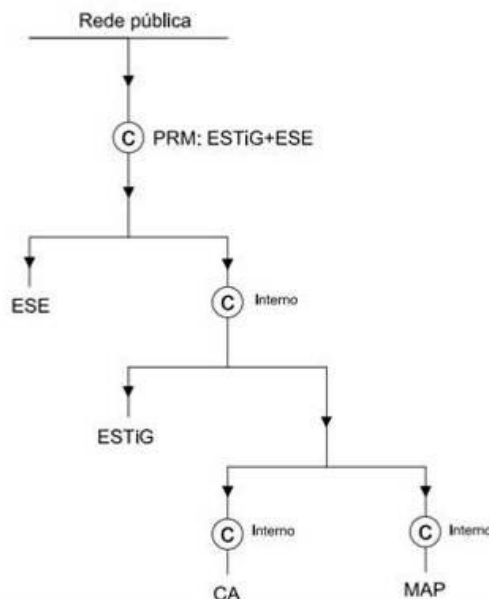 Rede pública
C PRM: ESTiG+ESE
ESE
C Interno
ESTiG
C Interno
C Interno
CA
MAP